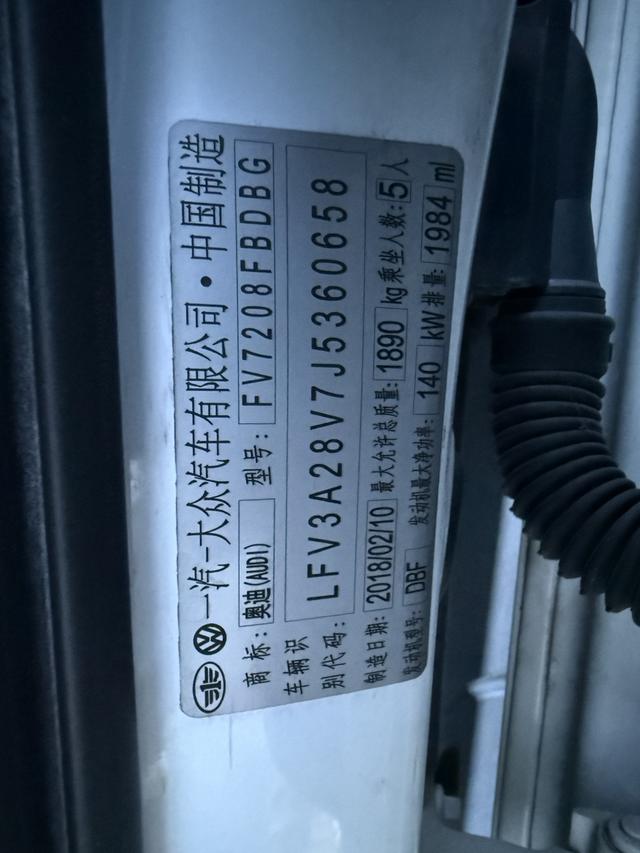 一汽-大众汽车有限公司·中国制造
商标: 奥迪(AUDI) 型号: FV7208FBDBG
车辆识别代码: LFV3A28V7J5360658
制造日期: 2018/02/10 最大允许总质量: 1890 kg 乘坐人数: 5 人
发动机型号: DBF 发动机最大净功率: 140 kW 排量: 1984 ml